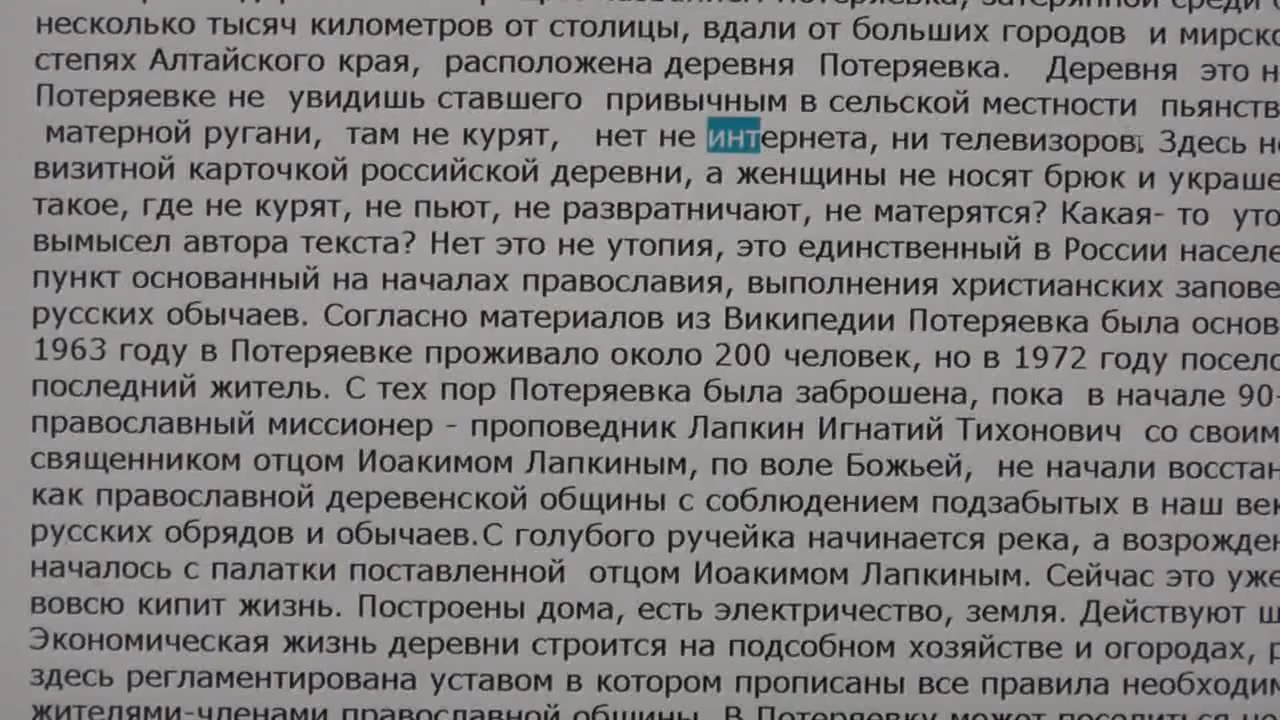 несколько тысяч километров от столицы, вдали от больших городов и
степях Алтайского края, расположена деревня Потеряевка. Деревня это
Потеряевке не увидишь ставшего привычным в сельской местности
матерной ругани, там не курят, нет не интернета, ни телевизоров. Здесь
визитной карточкой российской деревни, а женщины не носят брюк и
такое, где не курят, не пьют, не развратничают, не матерятся? Какая- то
вымысел автора текста? Нет это не утопия, это единственный в России
пункт основанный на началах православия, выполнения христианских
русских обычаев. Согласно материалов из Википедии Потеряевка была
1963 году в Потеряевке проживало около 200 человек, но в 1972 году
последний житель. С тех пор Потеряевка была заброшена, пока в начале 90-
православный миссионер - проповедник Лапкин Игнатий Тихонович со
священником отцом Иоакимом Лапкиным, по воле Божьей, не начали
как православной деревенской общины с соблюдением подзабытых в наш
русских обрядов и обычаев.С голубого ручейка начинается река, а
началось с палатки поставленной отцом Иоакимом Лапкиным. Сейчас это уже
вовсю кипит жизнь. Построены дома, есть электричество, земля. Действуют
Экономическая жизнь деревни строится на подсобном хозяйстве и огородах,
здесь регламентирована уставом в котором прописаны все правила
жителями-членами православной общины. В Потеряевку может